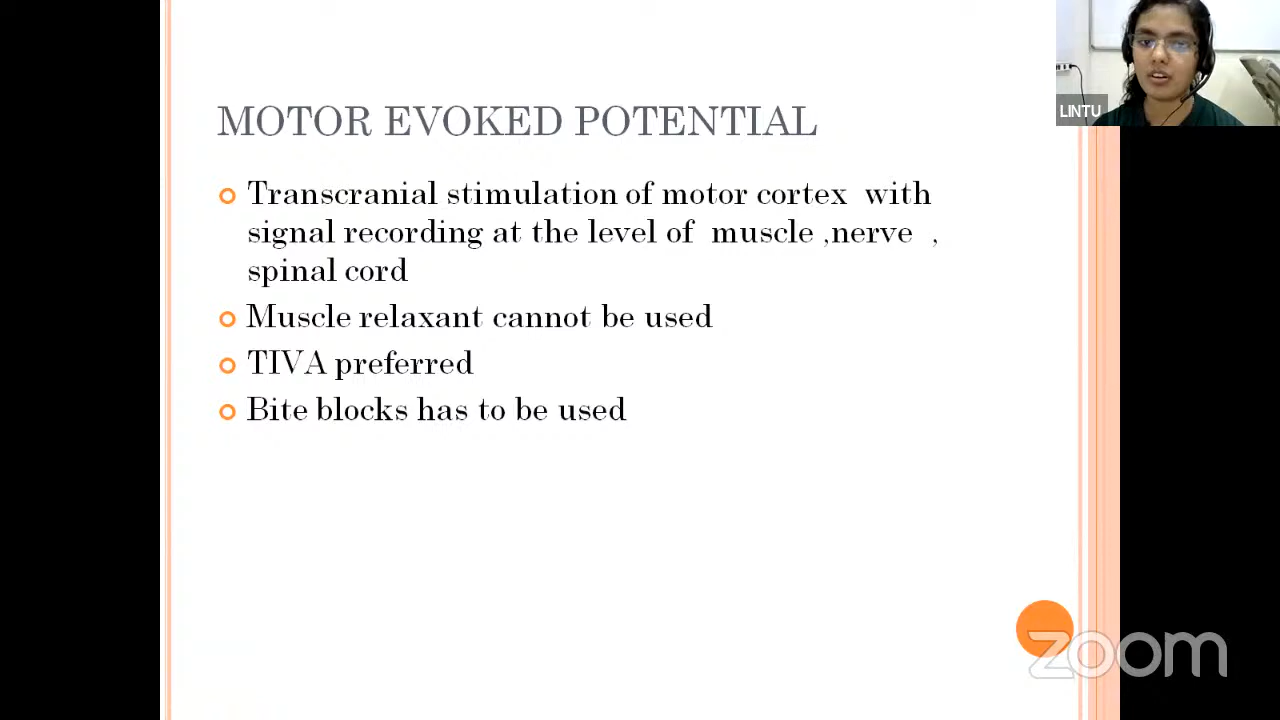 LINTU
MOTOR EVOKED POTENTIAL
Transcranial stimulation of motor cortex with
signal recording at the level of muscle ,nerve ,
spinal cord
Muscle relaxant cannot be used
TIVA preferred
Bite blocks has to be used
zoom